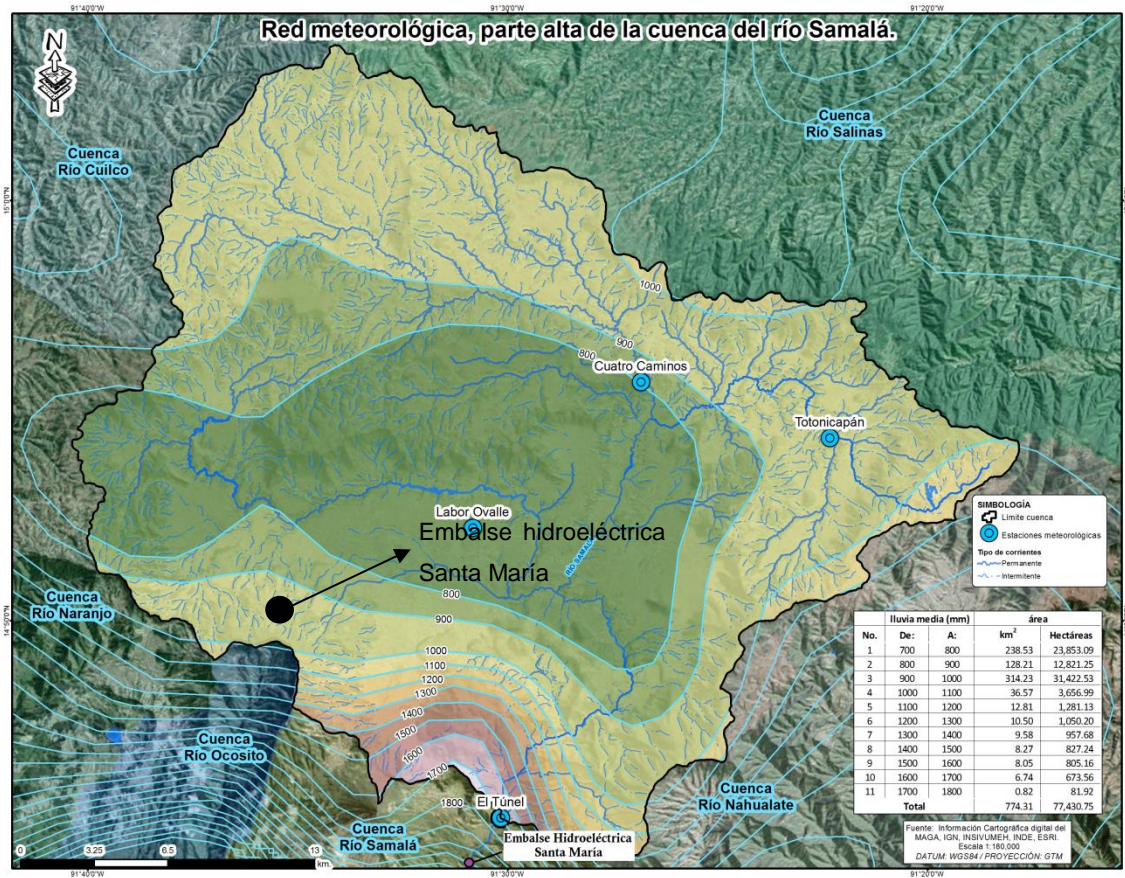 91°40'0"W
91°30'0"W
91°20'0"W
Red meteorológica, parte alta de la cuenca del río Samalá.
N
Cuenca
Río Cuilco
Cuenca
Río Salinas
15°0'0"N
1000
900
800
Cuatro Caminos
Totonicapán
Labor Ovalle
Embalse hidroeléctrica
Santa María
RÍO SAMALÁ
SIMBOLOGÍA
Límite cuenca
Estaciones meteorológicas
Tipo de corrientes
Permanente
Intermitente
Cuenca
Río Naranjo
14°50'0"N
800
900
1000
1100
1200
1300
1400
1500
1600
1700
1800
lluvia media (mm) área
No. De: A: km² Hectáreas
1 700 800 238.53 23,853.09
2 800 900 128.21 12,821.25
3 900 1000 314.23 31,422.53
4 1000 1100 36.57 3,656.99
5 1100 1200 12.81 1,281.13
6 1200 1300 10.50 1,050.20
7 1300 1400 9.58 957.68
8 1400 1500 8.27 827.24
9 1500 1600 8.05 805.16
10 1600 1700 6.74 673.56
11 1700 1800 0.82 81.92
Total 774.31 77,430.75
Cuenca
Río Ocosito
Cuenca
Río Nahualate
El Túnel
Cuenca
Río Samalá
Embalse Hidroeléctrica
Santa María
Fuente: Información Cartográfica digital del
MAGA, IGN, INSIVUMEH, INDE, ESRI.
Escala 1:180,000
DATUM: WGS84 / PROYECCIÓN: GTM
0 3.25 6.5 13
km.
91°40'0"W
91°30'0"W
91°20'0"W